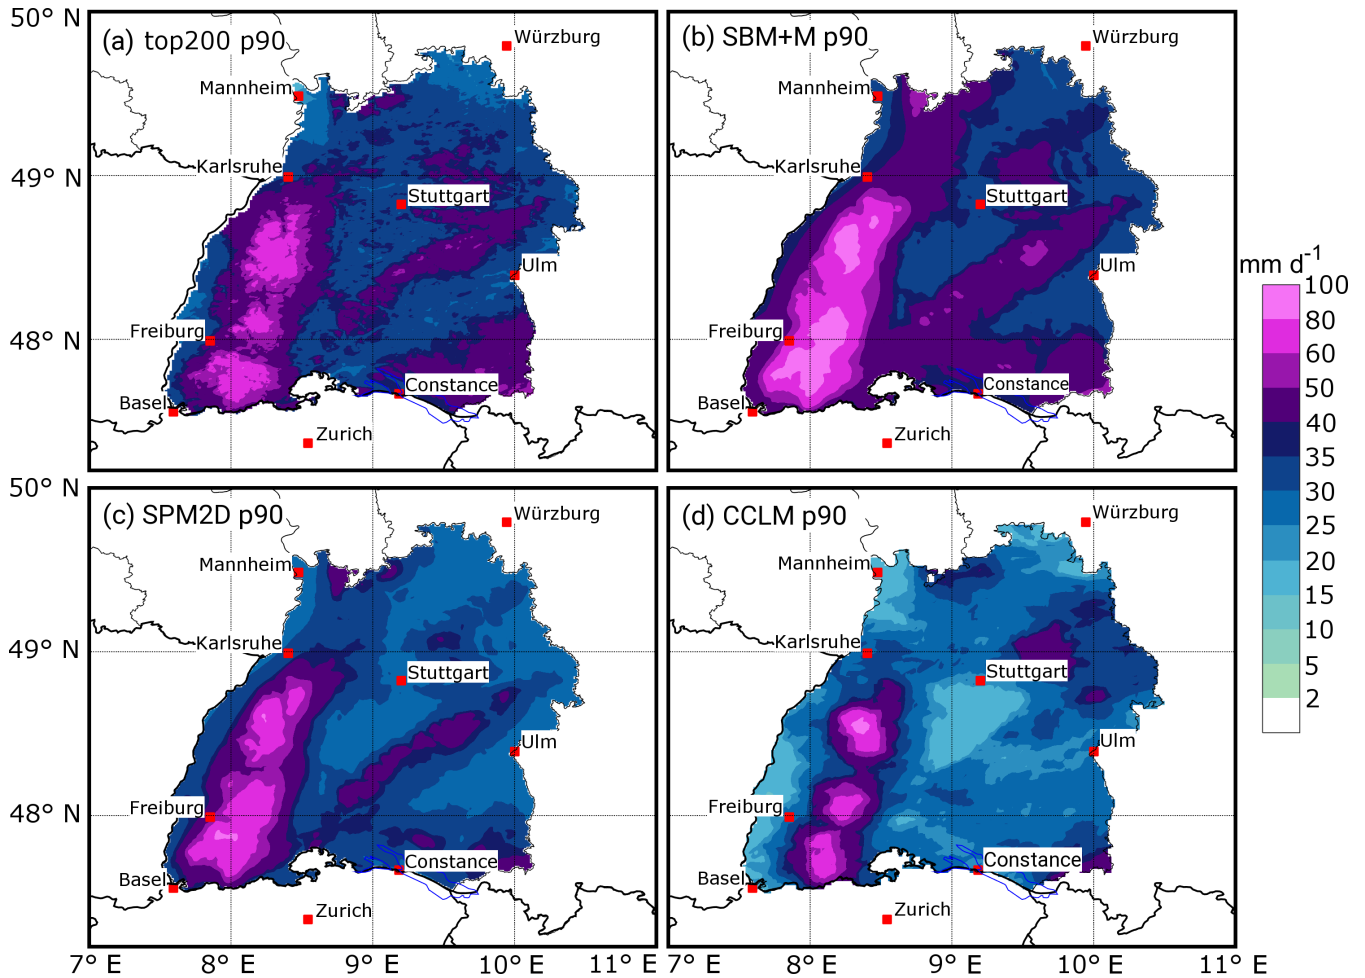 50° N
(a) top200 p90
Würzburg
(b) SBM+M p90
Würzburg
Mannheim
Mannheim
Karlsruhe
Karlsruhe
49° N
Stuttgart
Stuttgart
Ulm
Ulm
mm d-1
100
80
60
50
40
35
30
25
20
15
10
5
2
Freiburg
Freiburg
48° N
Constance
Constance
Basel
Basel
Zurich
Zurich
50° N
(c) SPM2D p90
Würzburg
(d) CCLM p90
Würzburg
Mannheim
Mannheim
Karlsruhe
Karlsruhe
49° N
Stuttgart
Stuttgart
Ulm
Ulm
Freiburg
Freiburg
48° N
Constance
Constance
Basel
Basel
Zurich
Zurich
7° E
8° E
9° E
10° E
11° E
7° E
8° E
9° E
10° E
11° E